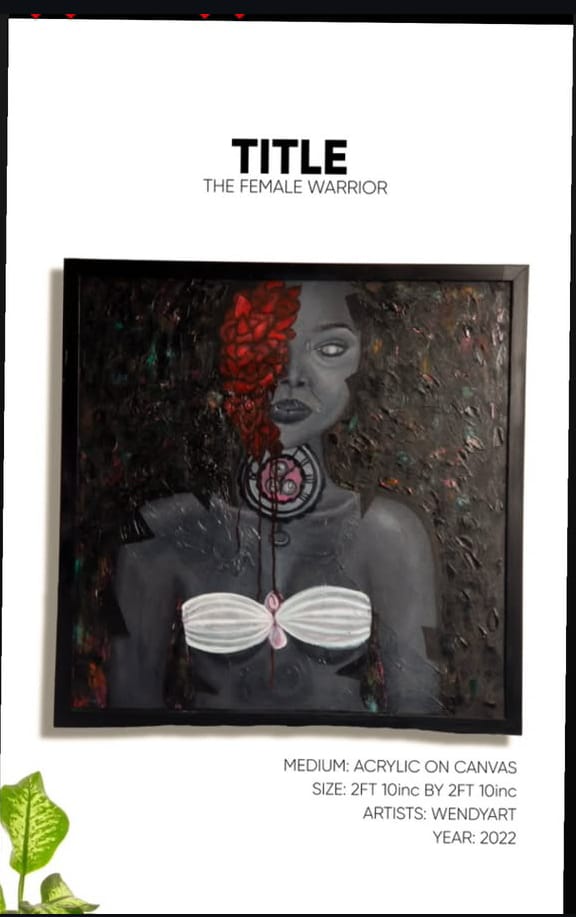 TITLE
THE FEMALE WARRIOR
MEDIUM: ACRYLIC ON CANVAS
SIZE: 2FT 10inc BY 2FT 10inc
ARTISTS: WENDYART
YEAR: 2022